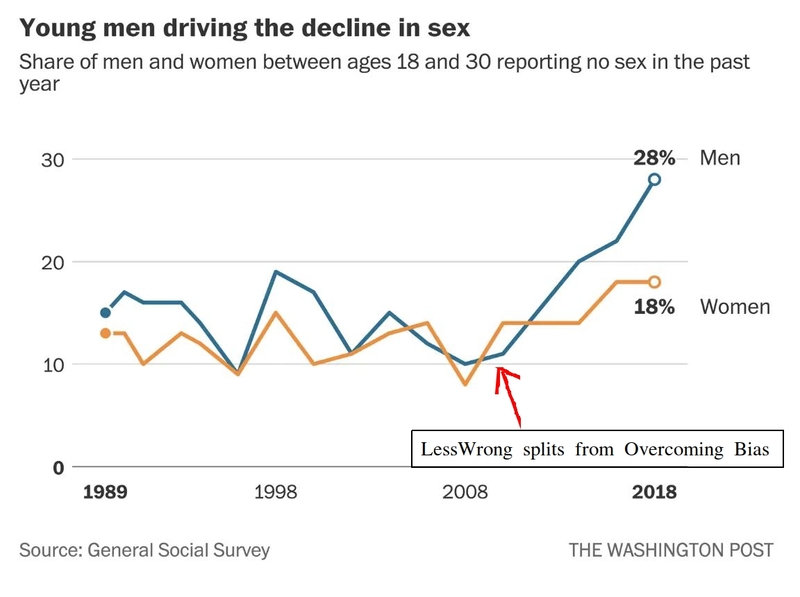 Young men driving the decline in sex
Share of men and women between ages 18 and 30 reporting no sex in the past
year
30
28% Men
20
18% Women
10
LessWrong splits from Overcoming Bias
0
1989 1998 2008 2018
Source: General Social Survey THE WASHINGTON POST